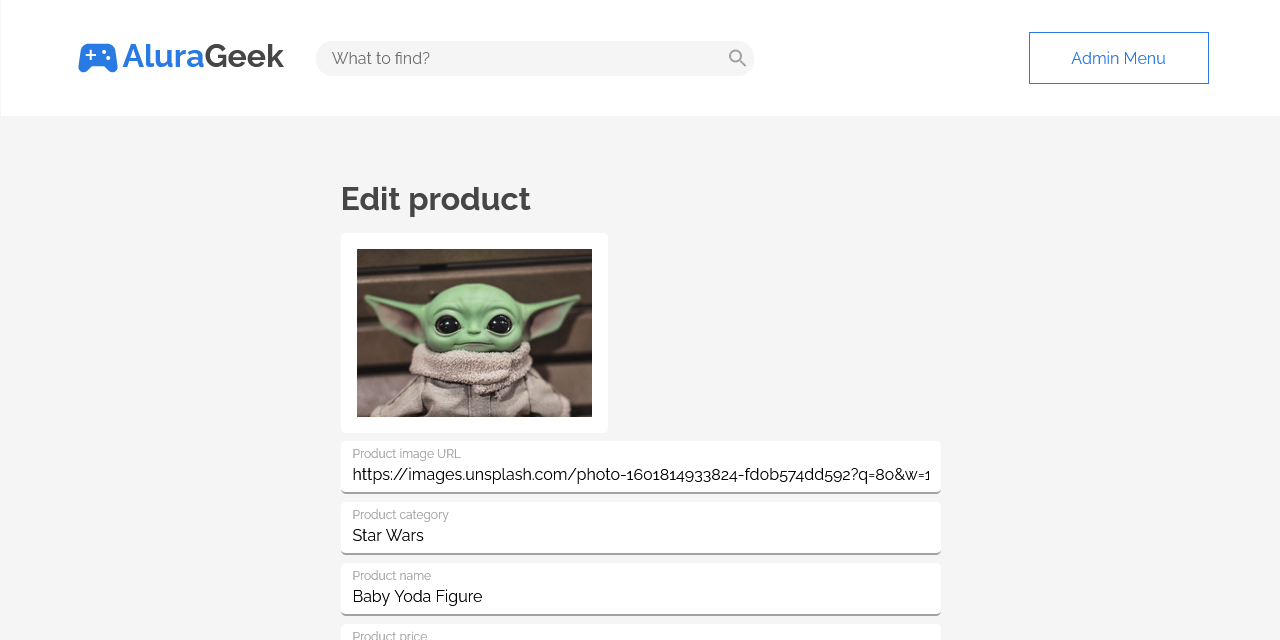 AluraGeek
What to find?
Admin Menu
Edit product
Product image URL
https://images.unsplash.com/photo-1601814933824-fd0b574dd592?q=80&w=1
Product category
Star Wars
Product name
Baby Yoda Figure
Product price